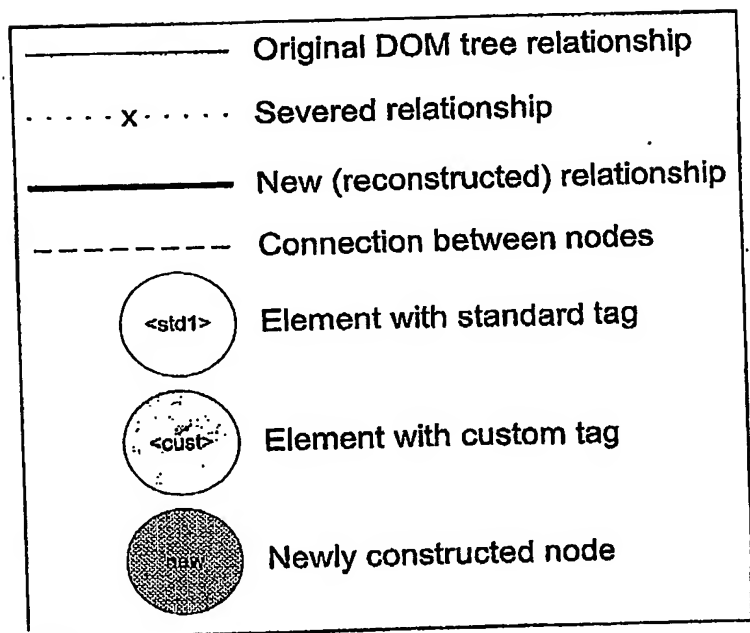 Original DOM tree relationship
x Severed relationship
New (reconstructed) relationship
Connection between nodes
<std1> Element with standard tag
<cust> Element with custom tag
new Newly constructed node